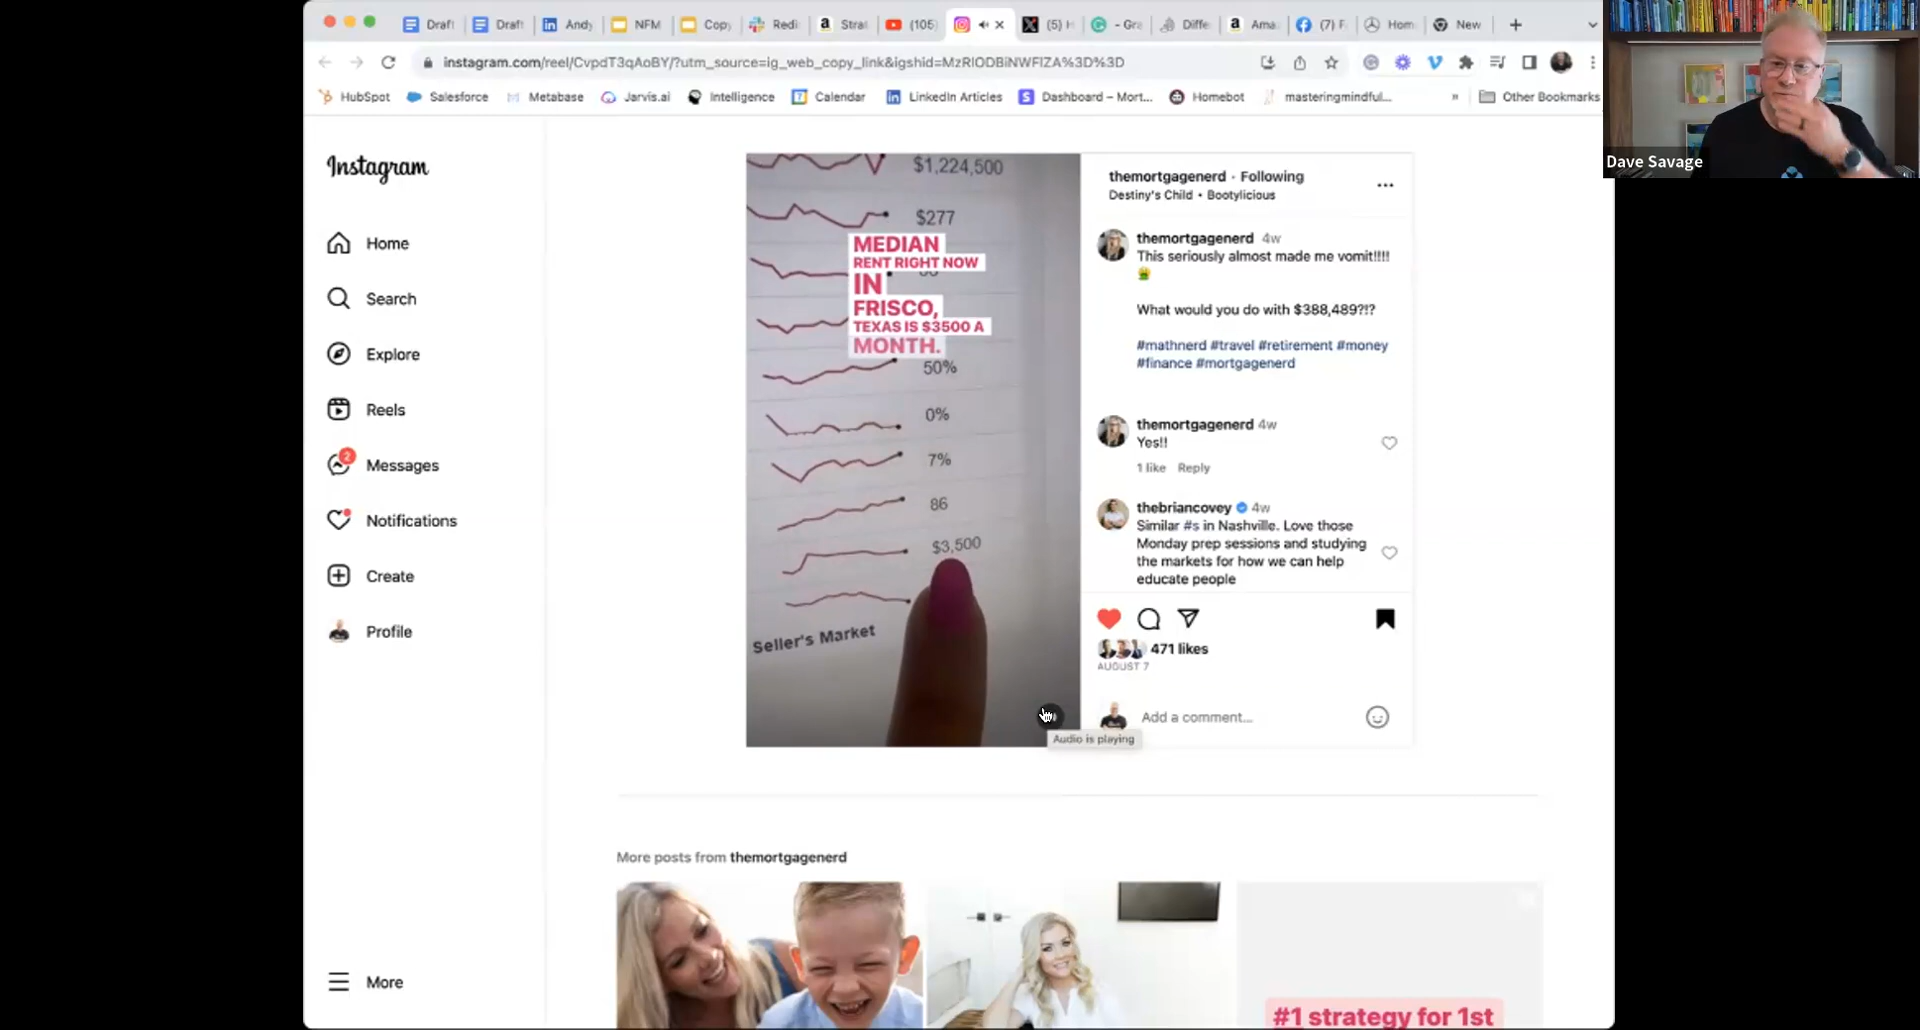 Draft
Draft
Andy
NFM
Copy
Redi
Strat
(105)
(5) H
- Gra
Differ
Ama
(7) F
Hom
New
instagram.com/reel/CvpdT3qAoBY/?utm_source=ig_web_copy_link&igshid=MzRlODBiNWFlZA%3D%3D
HubSpot
Salesforce
Metabase
Jarvis.ai
Intelligence
Calendar
LinkedIn Articles
Dashboard – Mort...
Homebot
masteringmindful...
»
Other Bookmarks
Dave Savage
Instagram
Home
Search
Explore
Reels
2
Messages
Notifications
Create
Profile
More
$1,224,500
$277
MEDIAN
RENT RIGHT NOW
IN
FRISCO,
TEXAS IS $3500 A
MONTH.
50%
0%
7%
86
$3,500
Seller's Market
Audio is playing
themortgagenerd • Following
Destiny's Child • Bootylicious
themortgagenerd 4w
This seriously almost made me vomit!!!!
What would you do with $388,489?!?
#mathnerd #travel #retirement #money
#finance #mortgagenerd
themortgagenerd 4w
Yes!!
1 like Reply
thebriancovey 4w
Similar #s in Nashville. Love those
Monday prep sessions and studying
the markets for how we can help
educate people
471 likes
AUGUST 7
Add a comment...
More posts from themortgagenerd
#1 strategy for 1st